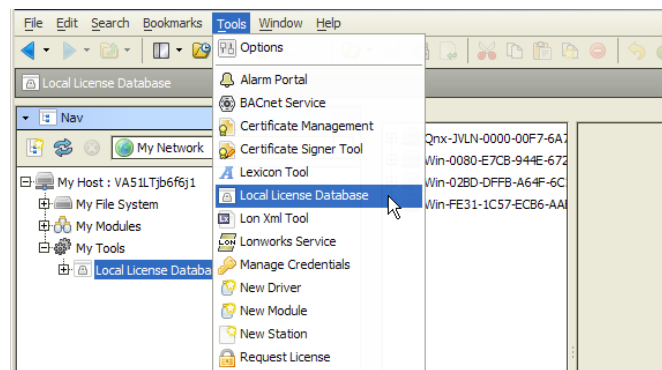 File Edit Search Bookmarks Tools Window Help
Options
Local License Database
Alarm Portal
Nav
BACnet Service
Certificate Management
My Network
Certificate Signer Tool
Qnx-JVLN-0000-00F7-6A7
Win-0080-E7CB-944E-672
Lexicon Tool
My Host : VA51LTjb6f6j1
Local License Database
Win-02BD-DFFB-A64F-6C
My File System
Lon Xml Tool
Win-FE31-1C57-ECB6-AA
My Modules
LON Lonworks Service
My Tools
Manage Credentials
Local License Databa
New Driver
New Module
New Station
Request License